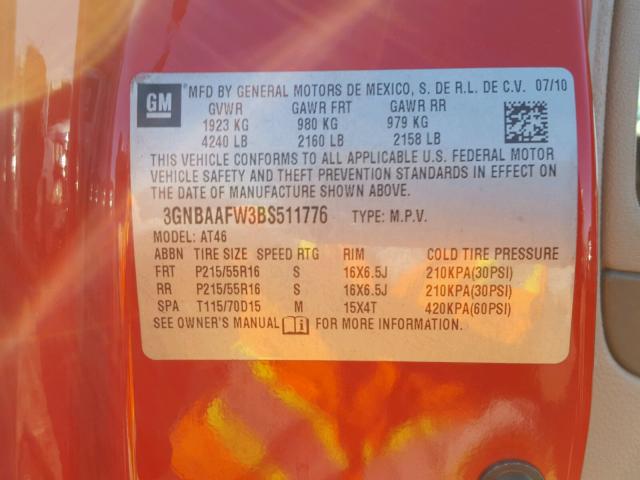 GM
MFD BY GENERAL MOTORS DE MEXICO, S. DE R.L. DE C.V. 07/10
GVWR GAWR FRT GAWR RR
1923 KG 980 KG 979 KG
4240 LB 2160 LB 2158 LB
THIS VEHICLE CONFORMS TO ALL APPLICABLE U.S. FEDERAL MOTOR
VEHICLE SAFETY AND THEFT PREVENTION STANDARDS IN EFFECT ON
THE DATE OF MANUFACTURE SHOWN ABOVE.
3GNBAAFW3BS511776 TYPE: M.P.V.
MODEL: AT46
ABBN TIRE SIZE SPEED RTG RIM COLD TIRE PRESSURE
FRT P215/55R16 S 16X6.5J 210KPA(30PSI)
RR P215/55R16 S 16X6.5J 210KPA(30PSI)
SPA T115/70D15 M 15X4T 420KPA(60PSI)
SEE OWNER'S MANUAL FOR MORE INFORMATION.